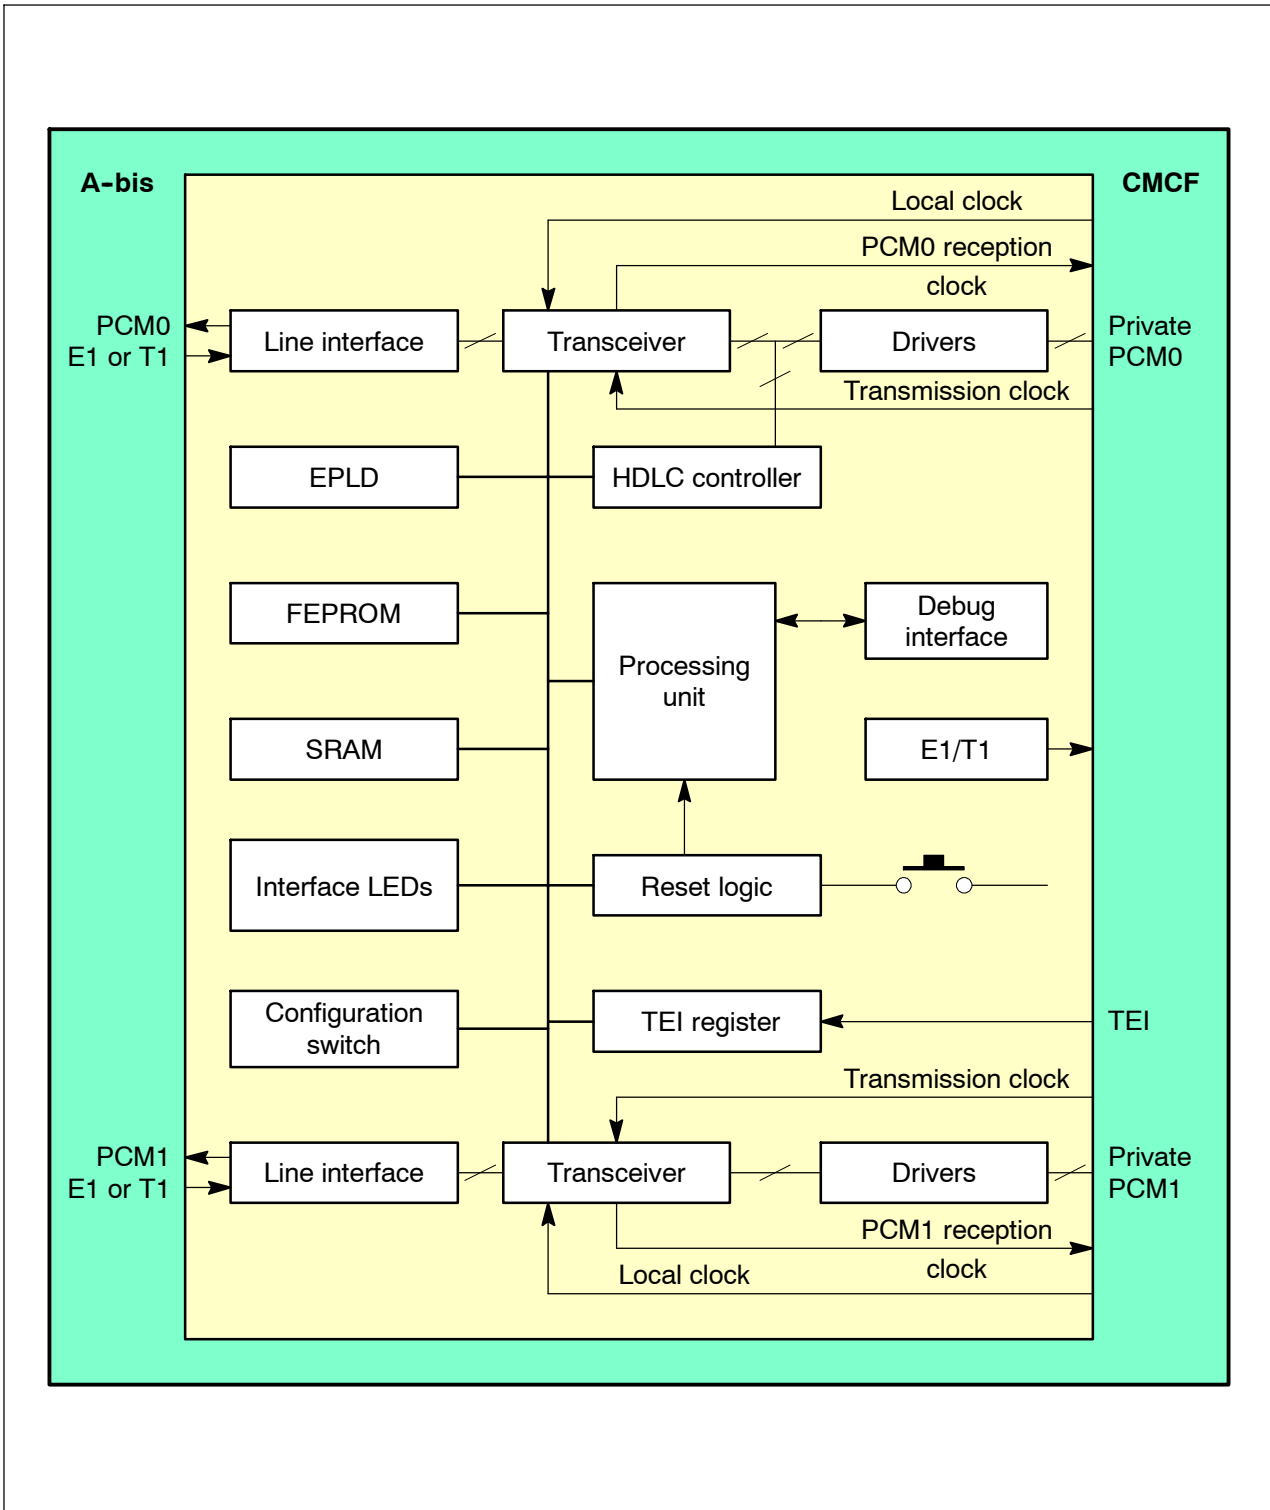 A-bis
CMCF
Local clock
PCM0 reception
clock
PCM0
E1 or T1
Line interface
Transceiver
Drivers
Private
PCM0
Transmission clock
EPLD
HDLC controller
FEPROM
Processing
unit
Debug
interface
SRAM
E1/T1
Interface LEDs
Reset logic
Configuration
switch
TEI register
TEI
Transmission clock
PCM1
E1 or T1
Line interface
Transceiver
Drivers
Private
PCM1
PCM1 reception
clock
Local clock